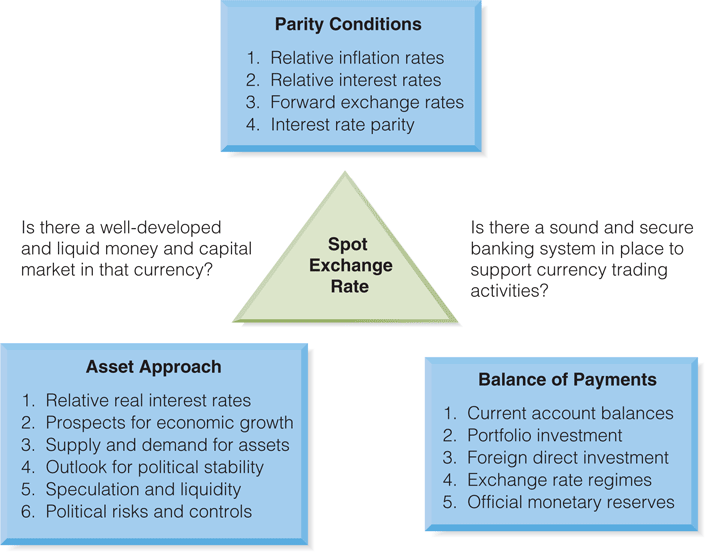 Parity Conditions
1. Relative inflation rates
2. Relative interest rates
3. Forward exchange rates
4. Interest rate parity
Is there a well-developed
and liquid money and capital
market in that currency?
Spot
Exchange
Rate
Is there a sound and secure
banking system in place to
support currency trading
activities?
Asset Approach
1. Relative real interest rates
2. Prospects for economic growth
3. Supply and demand for assets
4. Outlook for political stability
5. Speculation and liquidity
6. Political risks and controls
Balance of Payments
1. Current account balances
2. Portfolio investment
3. Foreign direct investment
4. Exchange rate regimes
5. Official monetary reserves